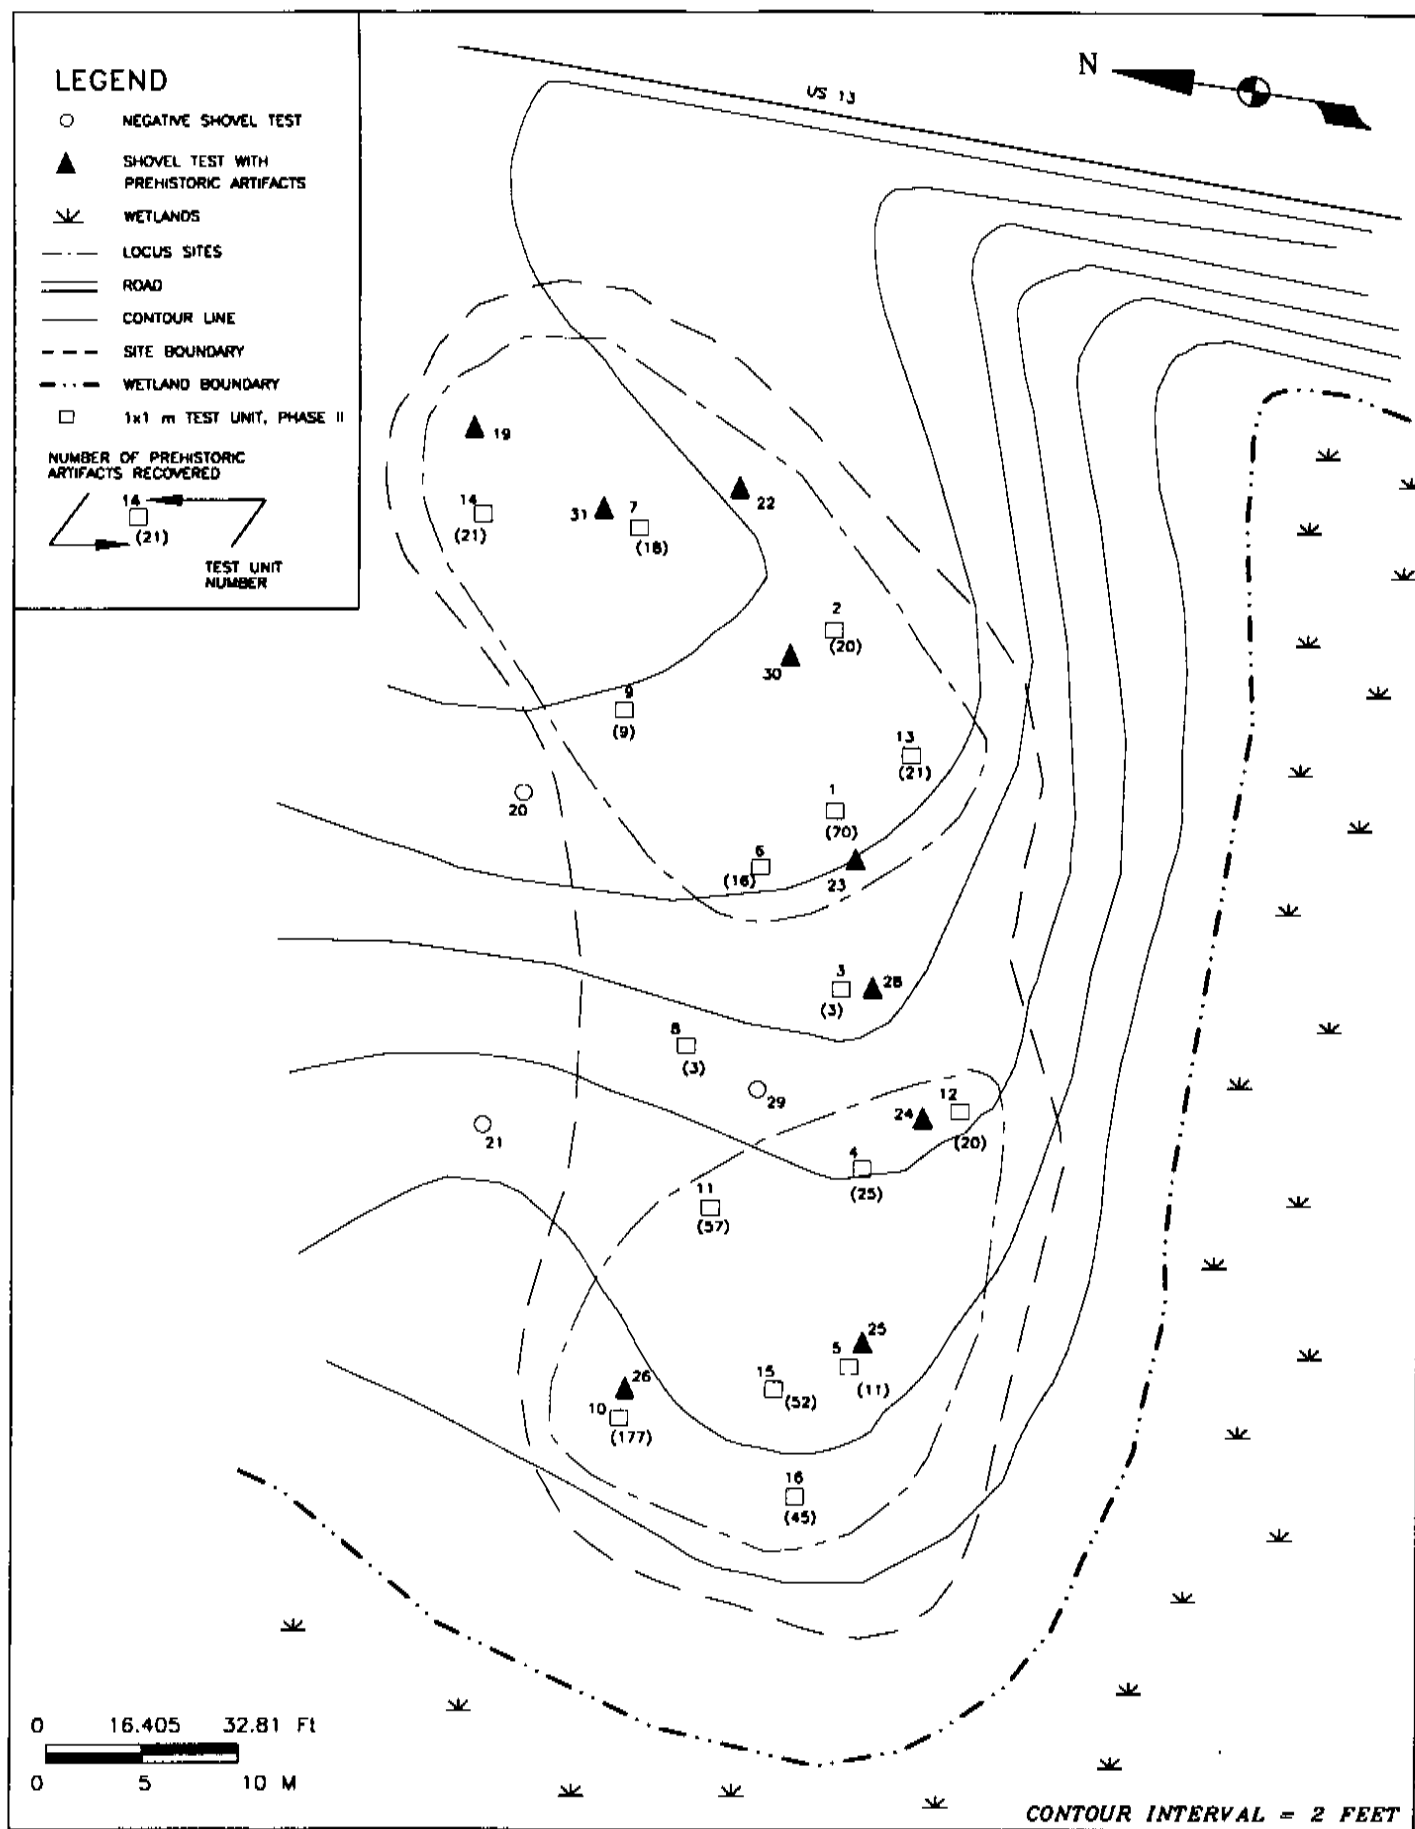 LEGEND
NEGATIVE SHOVEL TEST
SHOVEL TEST WITH
PREHISTORIC ARTIFACTS
WETLANDS
LOCUS SITES
ROAD
CONTOUR LINE
SITE BOUNDARY
WETLAND BOUNDARY
1x1 m TEST UNIT, PHASE II
NUMBER OF PREHISTORIC
ARTIFACTS RECOVERED
14
(21)
TEST UNIT
NUMBER
N
US 13
19
14
(21)
31
7
(18)
22
2
(20)
30
9
(9)
13
(21)
20
1
(70)
6
(16)
23
3
(3)
28
8
(3)
29
21
12
24
(20)
4
(25)
11
(57)
25
5
(11)
15
(52)
26
10
(177)
16
(45)
0 16.405 32.81 Ft
0 5 10 M
CONTOUR INTERVAL = 2 FEET